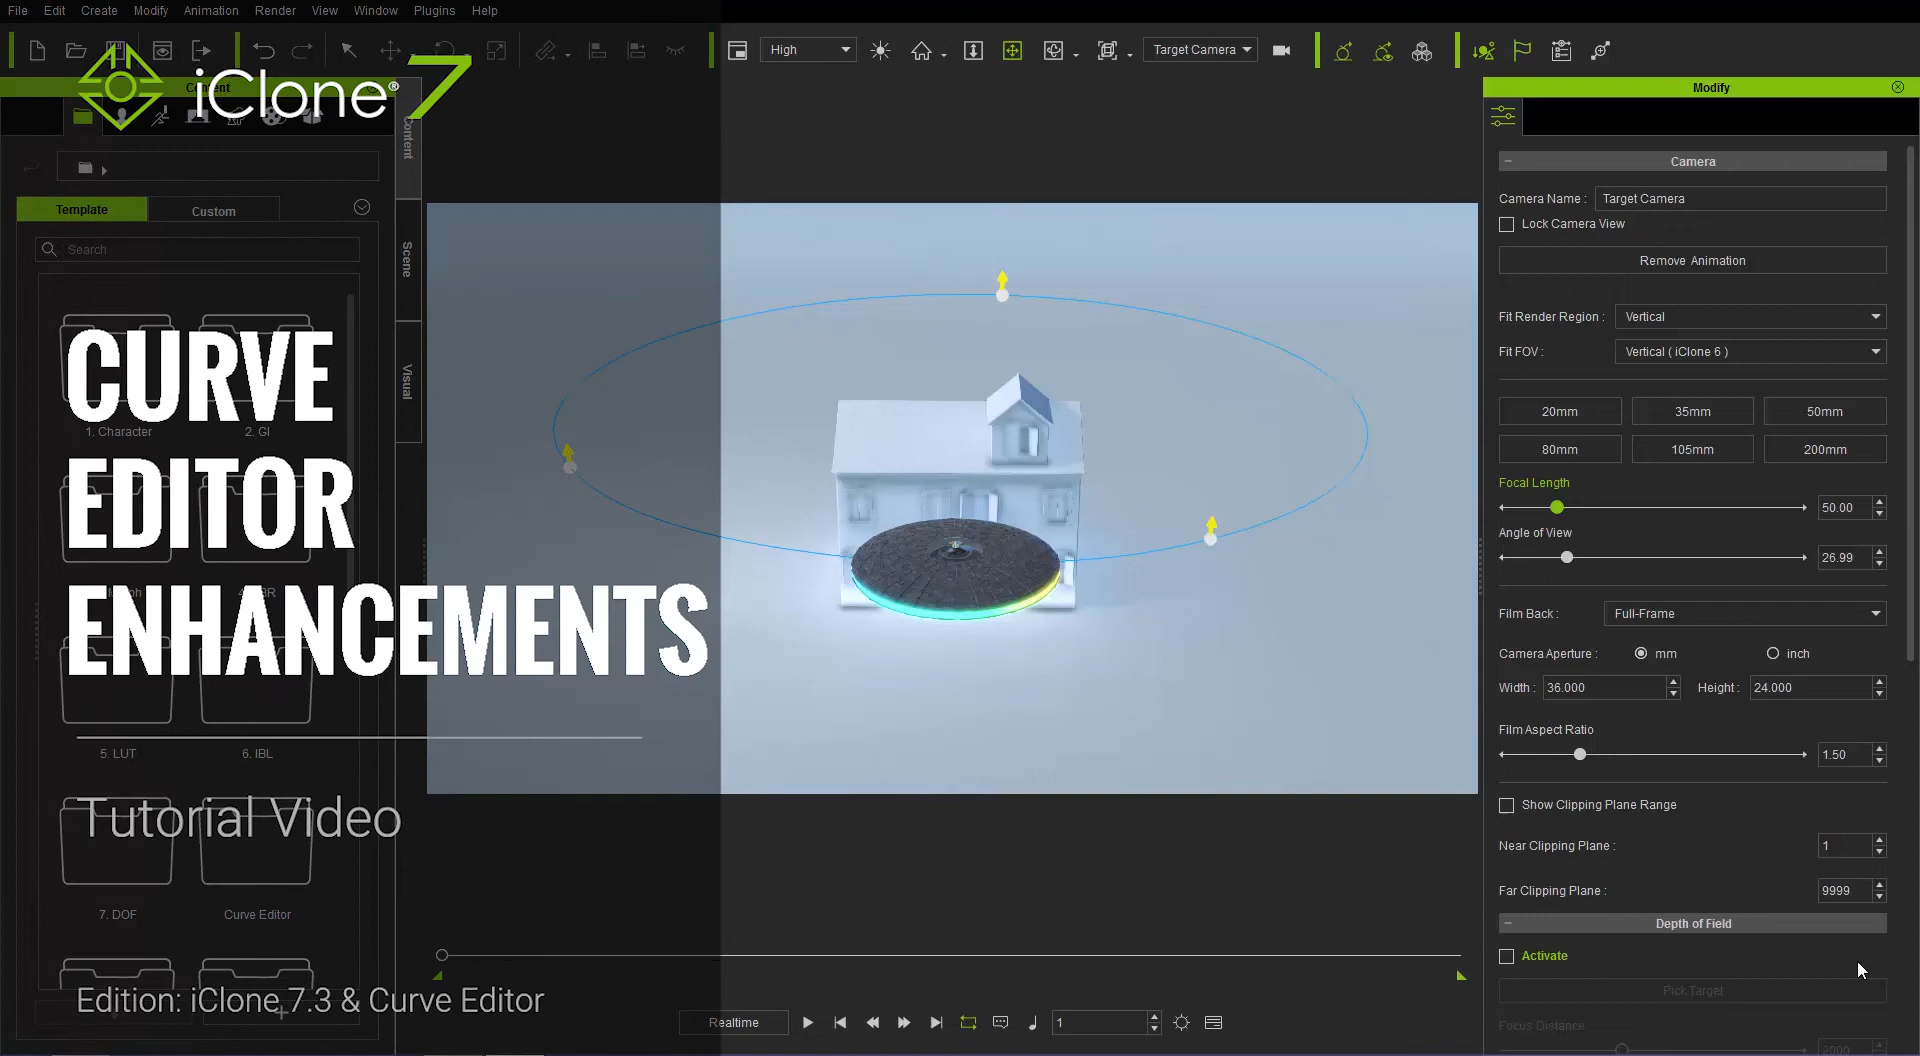 File Edit Create Modify Animation Render View Window Plugins Help
High
Target Camera
iClone® 7
Content
Template Custom
Search
Content
Scene
Visual
CURVE
EDITOR
ENHANCEMENTS
1. Character 2. GI
5. LUT 6. IBL
Tutorial Video
7. DOF Curve Editor
Edition: iClone 7.3 & Curve Editor
Realtime
1
Modify
Camera
Camera Name : Target Camera
Lock Camera View
Remove Animation
Fit Render Region : Vertical
Fit FOV : Vertical ( iClone 6 )
20mm 35mm 50mm
80mm 105mm 200mm
Focal Length
50.00
Angle of View
26.99
Film Back : Full-Frame
Camera Aperture : mm inch
Width : 36.000 Height : 24.000
Film Aspect Ratio
1.50
Show Clipping Plane Range
Near Clipping Plane : 1
Far Clipping Plane : 9999
Depth of Field
Activate
Pick Target
Focus Distance
2000